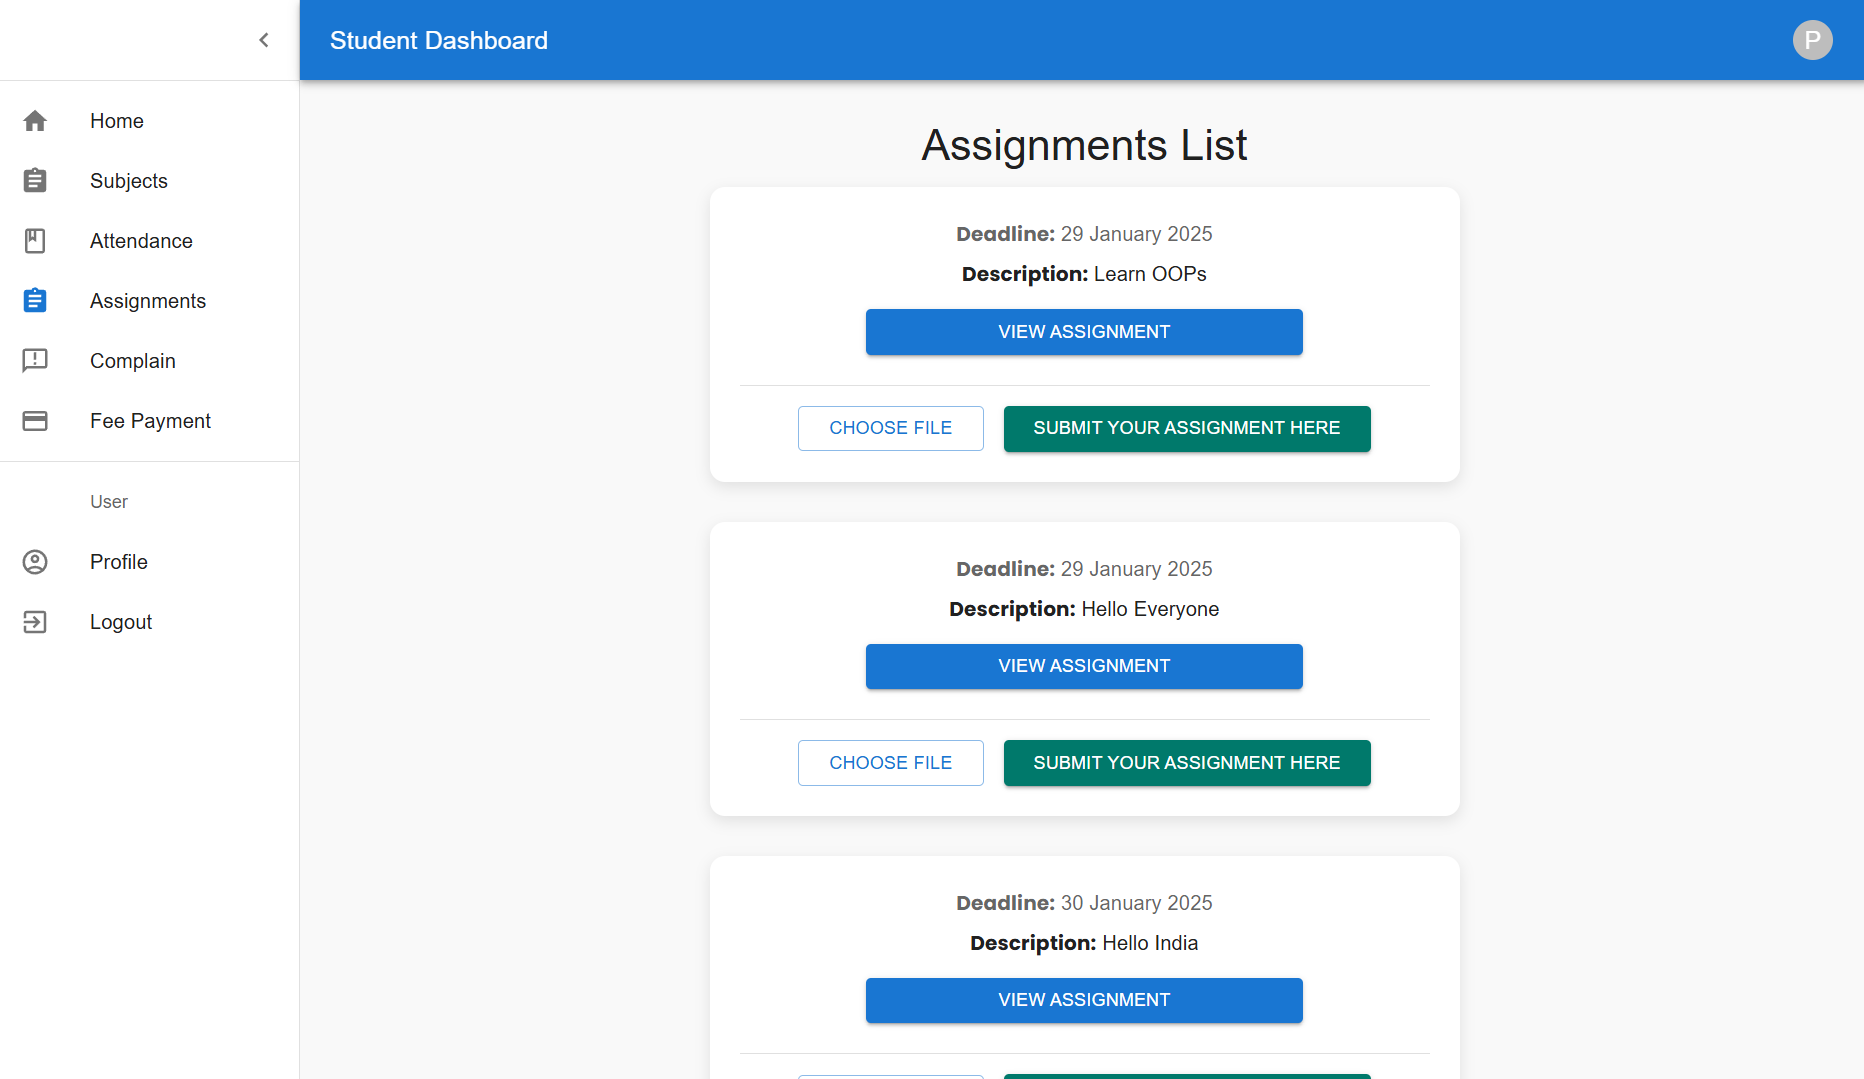 Student Dashboard
P
Home
Subjects
Attendance
Assignments
Complain
Fee Payment
User
Profile
Logout
Assignments List
Deadline: 29 January 2025
Description: Learn OOPs
VIEW ASSIGNMENT
CHOOSE FILE
SUBMIT YOUR ASSIGNMENT HERE
Deadline: 29 January 2025
Description: Hello Everyone
VIEW ASSIGNMENT
CHOOSE FILE
SUBMIT YOUR ASSIGNMENT HERE
Deadline: 30 January 2025
Description: Hello India
VIEW ASSIGNMENT